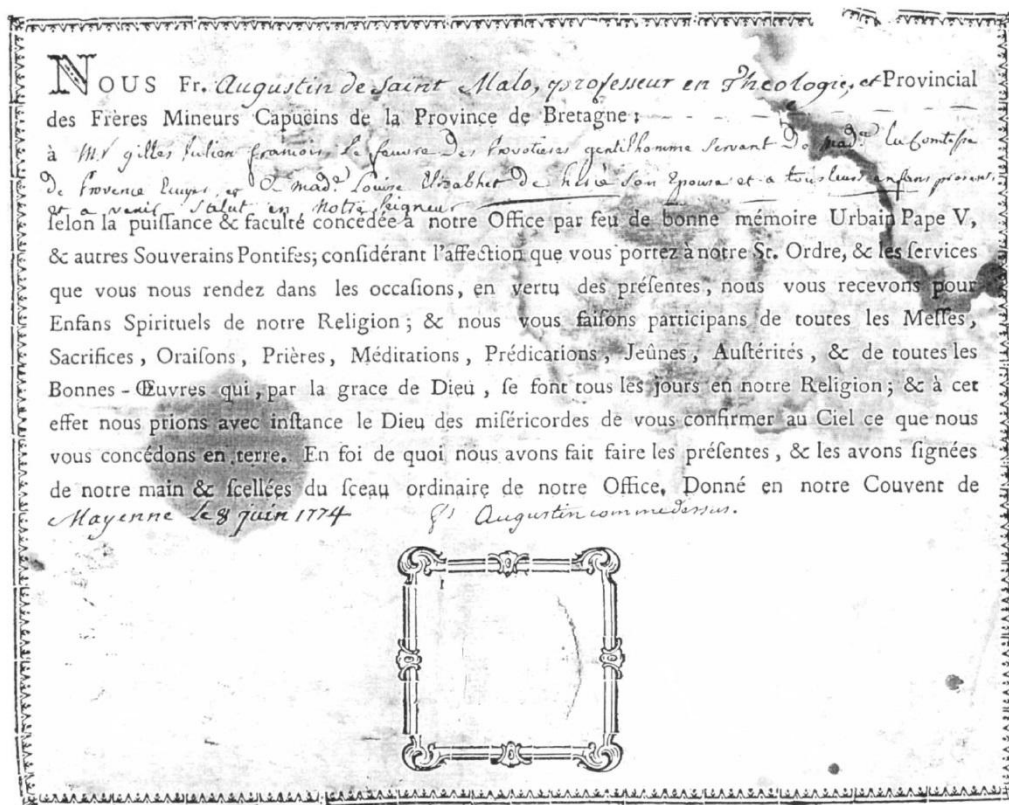 NOUS Fr. Augustin de Saint Malo, professeur en Theologie, et Provincial
des Frères Mineurs Capucins de la Province de Bretagne;
à Mr gilles Julien francois Le feuvre Des provotieres gentilhomme Servant De mad.e la Comtesse
de Provence Ecuyer et A mad.e Louise Elizabhet De Son Epouse et a tous leurs enfans presens,
et a venir Salut en Notre Seigneur
ſelon la puiſſance & faculté concédée à notre Office par feu de bonne mémoire Urbain Pape V,
& autres Souverains Pontifes; conſidérant l'affection que vous portez à notre St. Ordre, & les ſervices
que vous nous rendez dans les occaſions, en vertu des préſentes, nous vous recevons pour
Enfans Spirituels de notre Religion; & nous vous faiſons participans de toutes les Meſſes,
Sacrifices, Oraiſons, Prières, Méditations, Prédications, Jeûnes, Auſtérités, & de toutes les
Bonnes-Œuvres qui, par la grace de Dieu, ſe font tous les jours en notre Religion; & à cet
effet nous prions avec inſtance le Dieu des miſéricordes de vous confirmer au Ciel ce que nous
vous concédons en terre. En foi de quoi nous avons fait faire les préſentes, & les avons ſignées
de notre main & ſcellées du ſceau ordinaire de notre Office. Donné en notre Couvent de
Mayenne le 8 juin 1774 Augustin comme dessus.